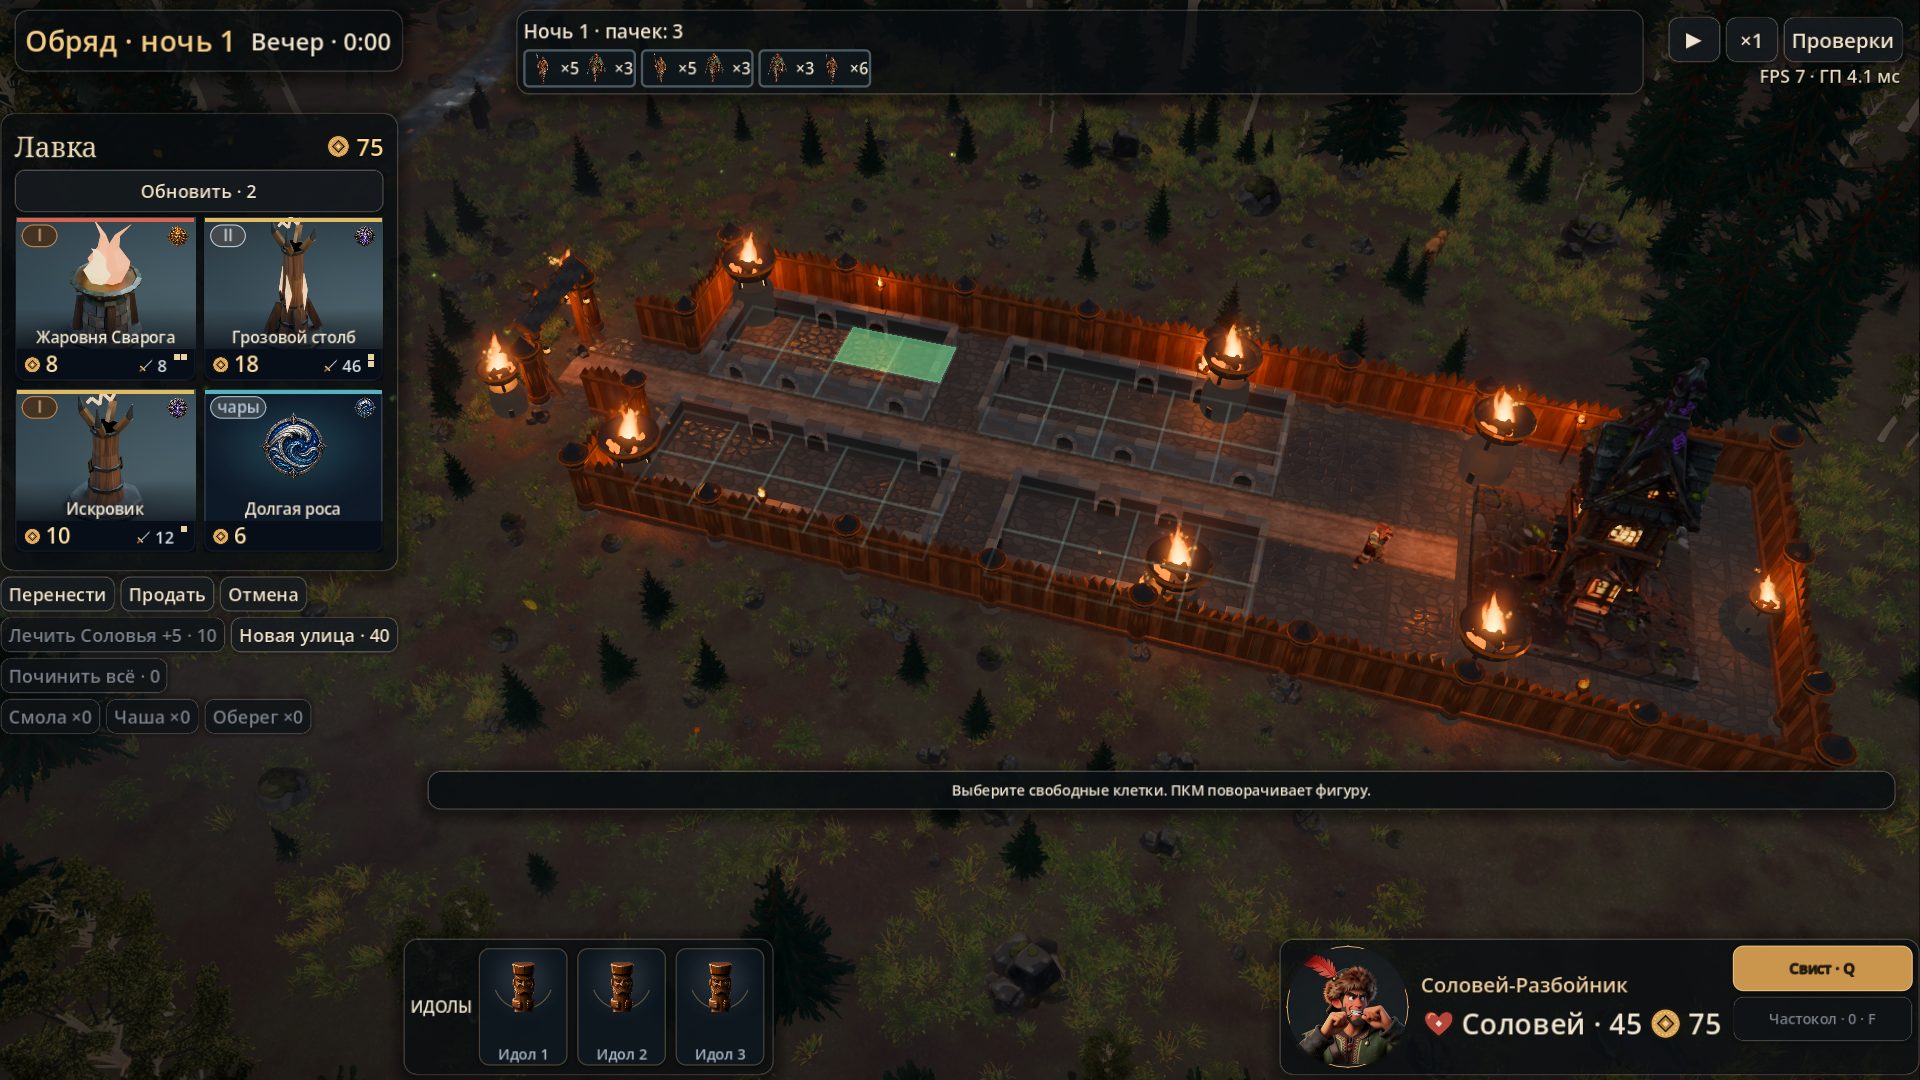 Обряд · ночь 1 Вечер · 0:00
Ночь 1 · пачек: 3
×5 ×3 ×5 ×3 ×3 ×6
▶ ×1 Проверки
FPS 7 · ГП 4.1 мс
Лавка 75
Обновить · 2
I II
Жаровня Сварога Грозовой столб
8 8 18 46
I чары
Искровик Долгая роса
10 12 6
Перенести Продать Отмена
Лечить Соловья +5 · 10 Новая улица · 40
Починить всё · 0
Смола ×0 Чаша ×0 Оберег ×0
Выберите свободные клетки. ПКМ поворачивает фигуру.
ИДОЛЫ
Идол 1 Идол 2 Идол 3
Соловей-Разбойник
Соловей · 45 75
Свист · Q
Частокол · 0 · F